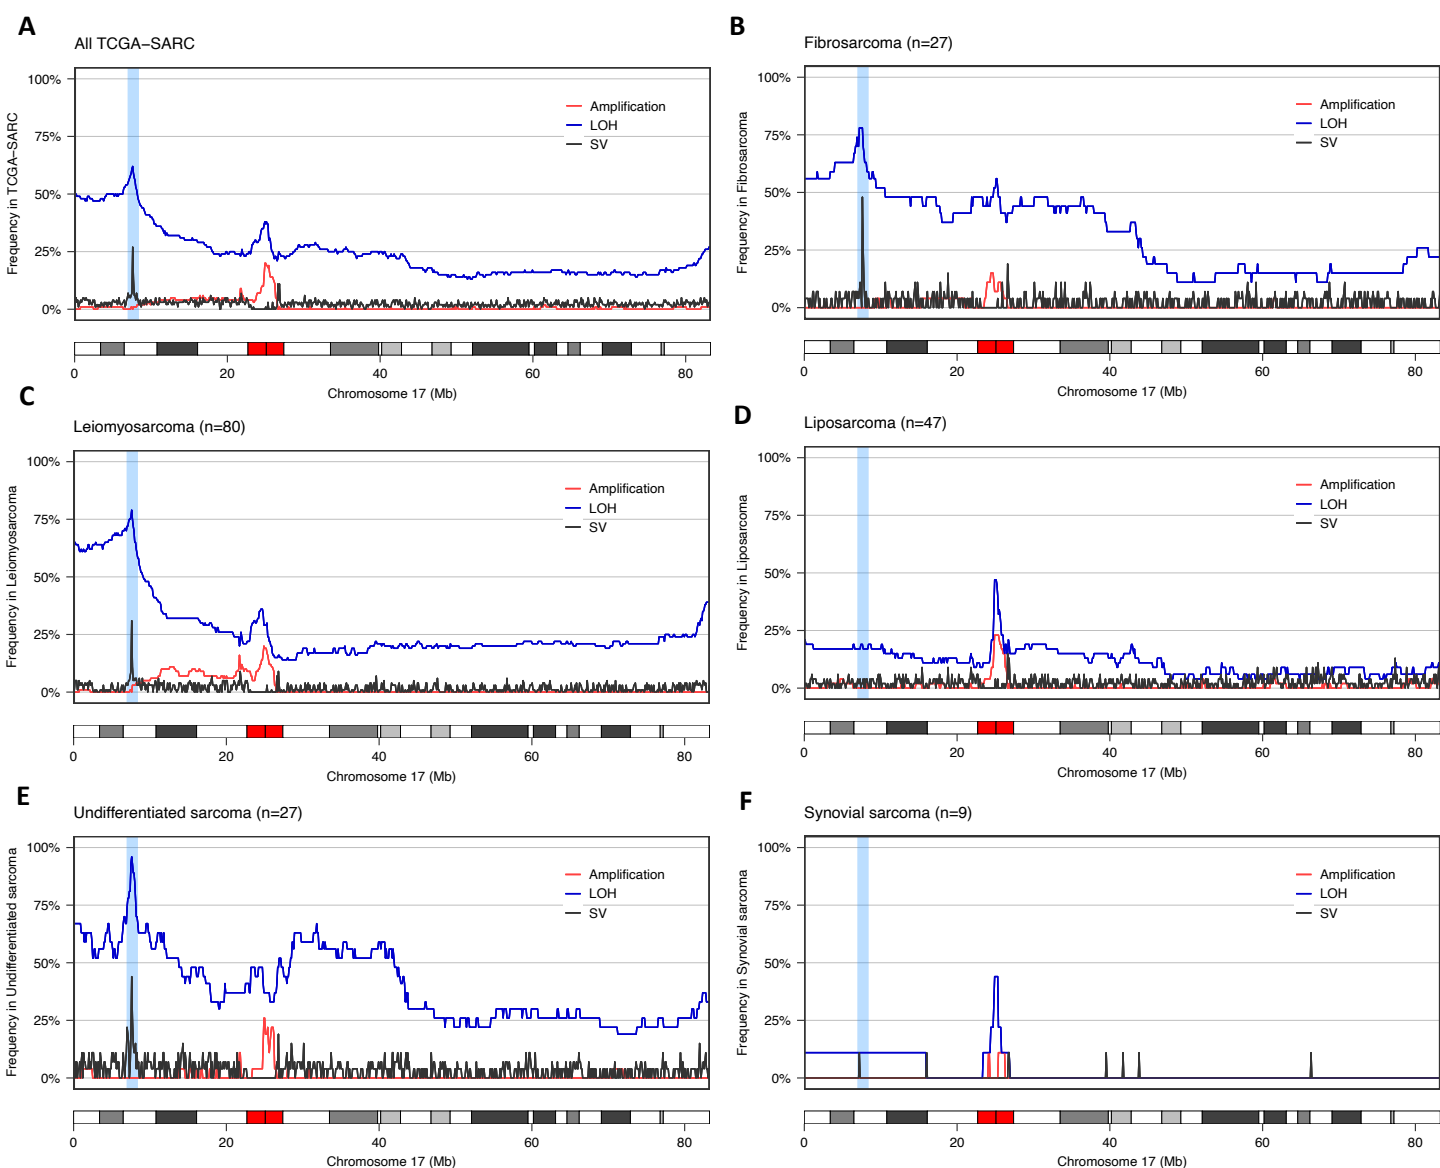 A
All TCGA−SARC
Frequency in TCGA−SARC
100%
75%
50%
25%
0%
Amplification
LOH
SV
0
20
40
60
80
Chromosome 17 (Mb)
B
Fibrosarcoma (n=27)
Frequency in Fibrosarcoma
100%
75%
50%
25%
0%
Amplification
LOH
SV
0
20
40
60
80
Chromosome 17 (Mb)
C
Leiomyosarcoma (n=80)
Frequency in Leiomyosarcoma
100%
75%
50%
25%
0%
Amplification
LOH
SV
0
20
40
60
80
Chromosome 17 (Mb)
D
Liposarcoma (n=47)
Frequency in Liposarcoma
100%
75%
50%
25%
0%
Amplification
LOH
SV
0
20
40
60
80
Chromosome 17 (Mb)
E
Undifferentiated sarcoma (n=27)
Frequency in Undifferentiated sarcoma
100%
75%
50%
25%
0%
Amplification
LOH
SV
0
20
40
60
80
Chromosome 17 (Mb)
F
Synovial sarcoma (n=9)
Frequency in Synovial sarcoma
100%
75%
50%
25%
0%
Amplification
LOH
SV
0
20
40
60
80
Chromosome 17 (Mb)